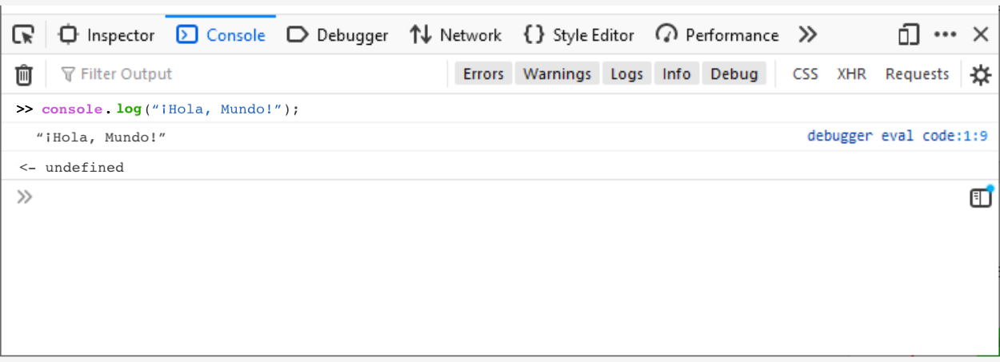 Inspector Console Debugger Network Style Editor Performance
Filter Output Errors Warnings Logs Info Debug CSS XHR Requests
>> console.log(“¡Hola, Mundo!”);
“¡Hola, Mundo!” debugger eval code:1:9
<- undefined